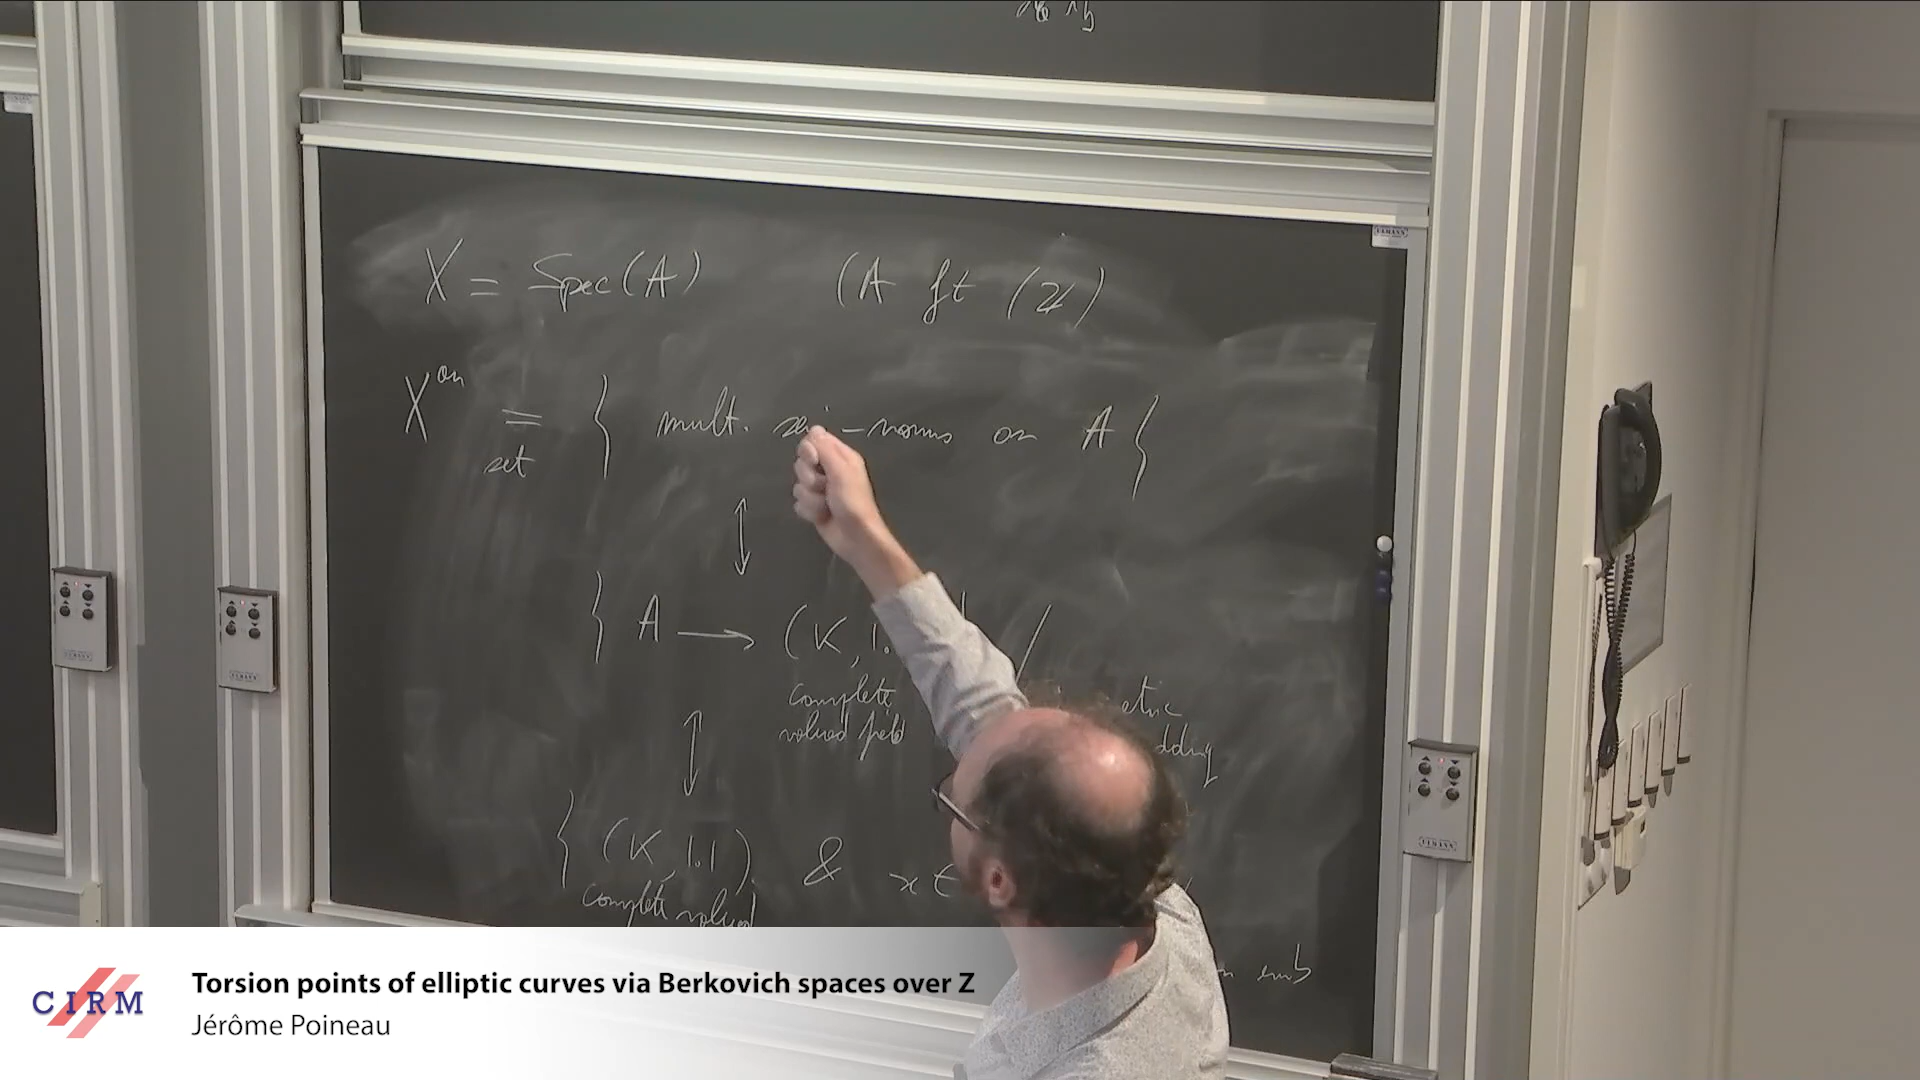 X = Spec(A) (A ft /ℤ)
X^an = { mult. semi-norms on A }
set
↕
{ A → (K, |.| /
complete
valued field
↕
{ (K, |.|) & x ∈
complete valued
emb
CIRM
Torsion points of elliptic curves via Berkovich spaces over Z
Jérôme Poineau